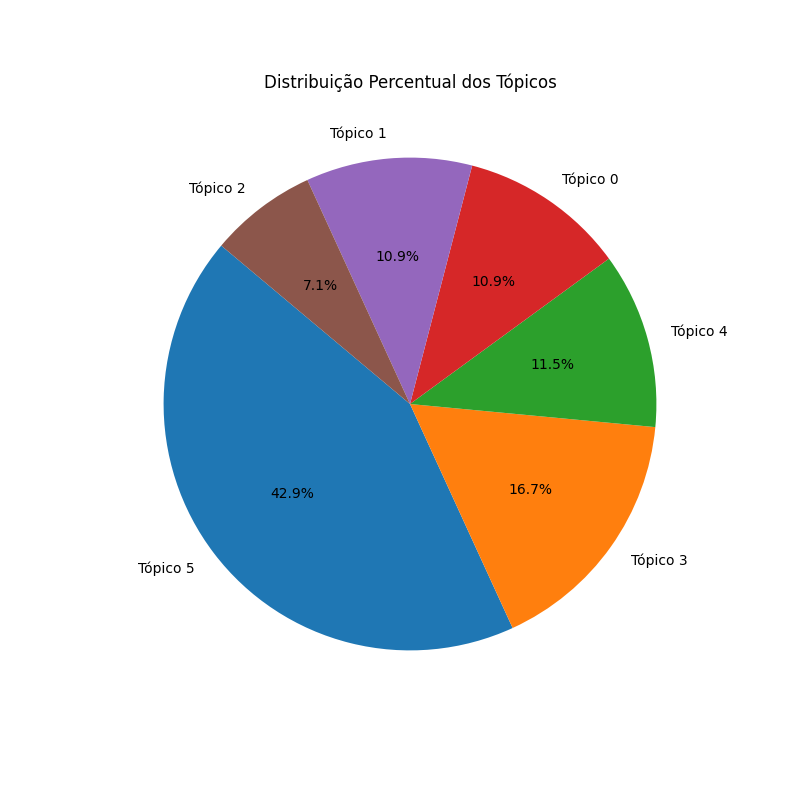 Distribuição Percentual dos Tópicos
Tópico 1
Tópico 0
Tópico 2
10.9%
10.9%
7.1%
Tópico 4
11.5%
16.7%
42.9%
Tópico 3
Tópico 5